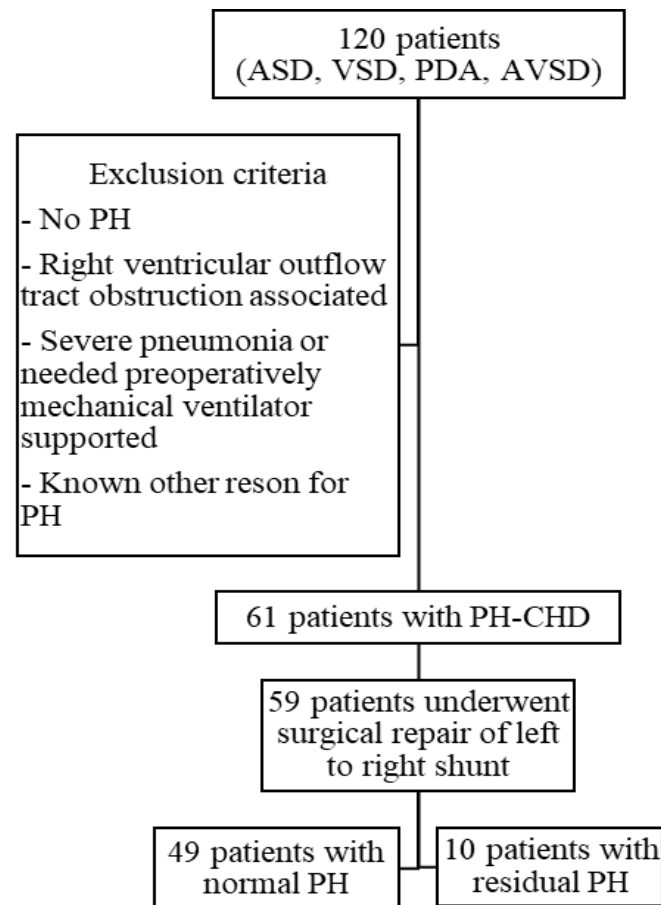 120 patients
(ASD, VSD, PDA, AVSD)
Exclusion criteria
- No PH
- Right ventricular outflow
tract obstruction associated
- Severe pneumonia or
needed preoperatively
mechanical ventilator
supported
- Known other reson for
PH
61 patients with PH-CHD
59 patients underwent
surgical repair of left
to right shunt
49 patients with
normal PH
10 patients with
residual PH